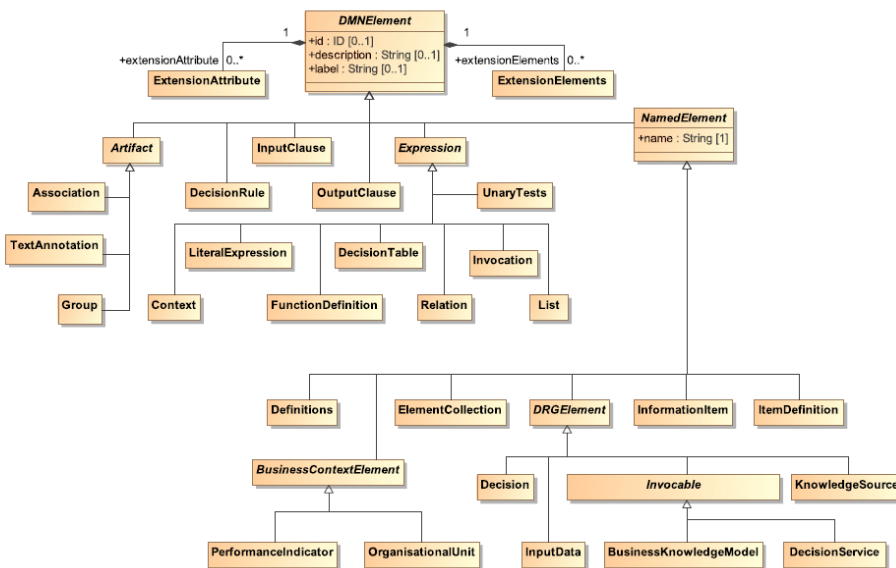 DMNElement
+id : ID [0..1]
+description : String [0..1]
+label : String [0..1]
1
1
+extensionAttribute 0..*
+extensionElements 0..*
ExtensionAttribute
ExtensionElements
NamedElement
+name : String [1]
Artifact
InputClause
Expression
Association
DecisionRule
OutputClause
UnaryTests
TextAnnotation
LiteralExpression
DecisionTable
Invocation
Group
Context
FunctionDefinition
Relation
List
Definitions
ElementCollection
DRGElement
InformationItem
ItemDefinition
BusinessContextElement
Decision
Invocable
KnowledgeSource
PerformanceIndicator
OrganisationalUnit
InputData
BusinessKnowledgeModel
DecisionService